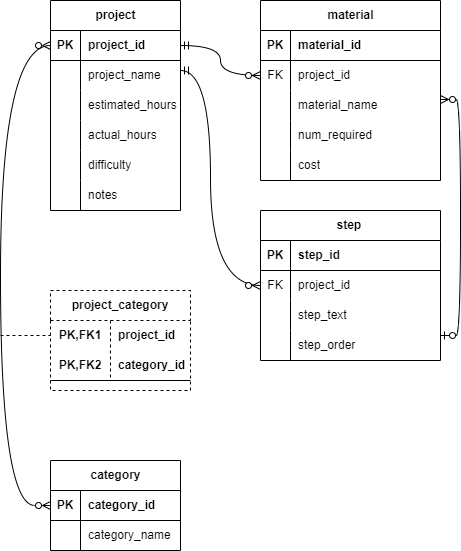 project
PK project_id
project_name
estimated_hours
actual_hours
difficulty
notes
material
PK material_id
FK project_id
material_name
num_required
cost
step
PK step_id
FK project_id
step_text
step_order
project_category
PK,FK1 project_id
PK,FK2 category_id
category
PK category_id
category_name